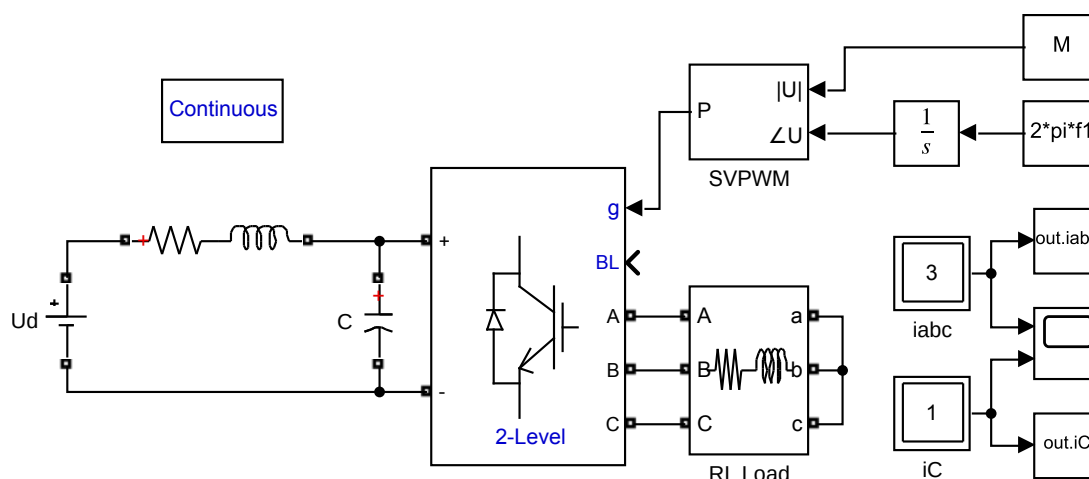 M
Continuous
|U|
P
∠U
1
s
2*pi*f1
SVPWM
g
+
BL
out.iab
3
iabc
+
+
Ud
C
A
A
a
B
B
b
C
C
c
-
2-Level
RL Load
1
iC
out.iC